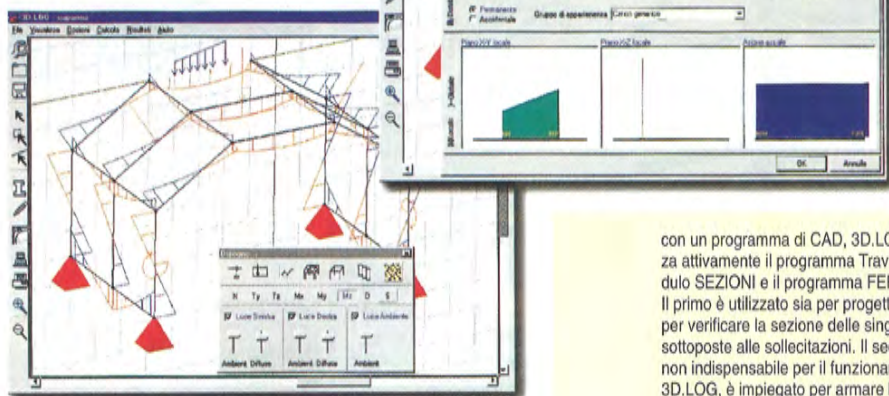 3D.LOG
File Visualizza Opzioni Calcola Risultati Aiuto
Permanente
Accidentale
Gruppo di appartenenza Carico generico
Piano X-Y locale Piano X-Z locale Azione assiale
OK Annulla
N Ty Tz Mx My Mz D S
Luce Sinistra Luce Destra Luce Ambiente
Ambient Diffuse Ambient Diffuse Ambient
con un programma di CAD, 3D.LO
za attivamente il programma Trav
dulo SEZIONI e il programma FEI
Il primo è utilizzato sia per proget
per verificare la sezione delle sing
sottoposte alle sollecitazioni. Il se
non indispensabile per il funziona
3D.LOG, è impiegato per armare